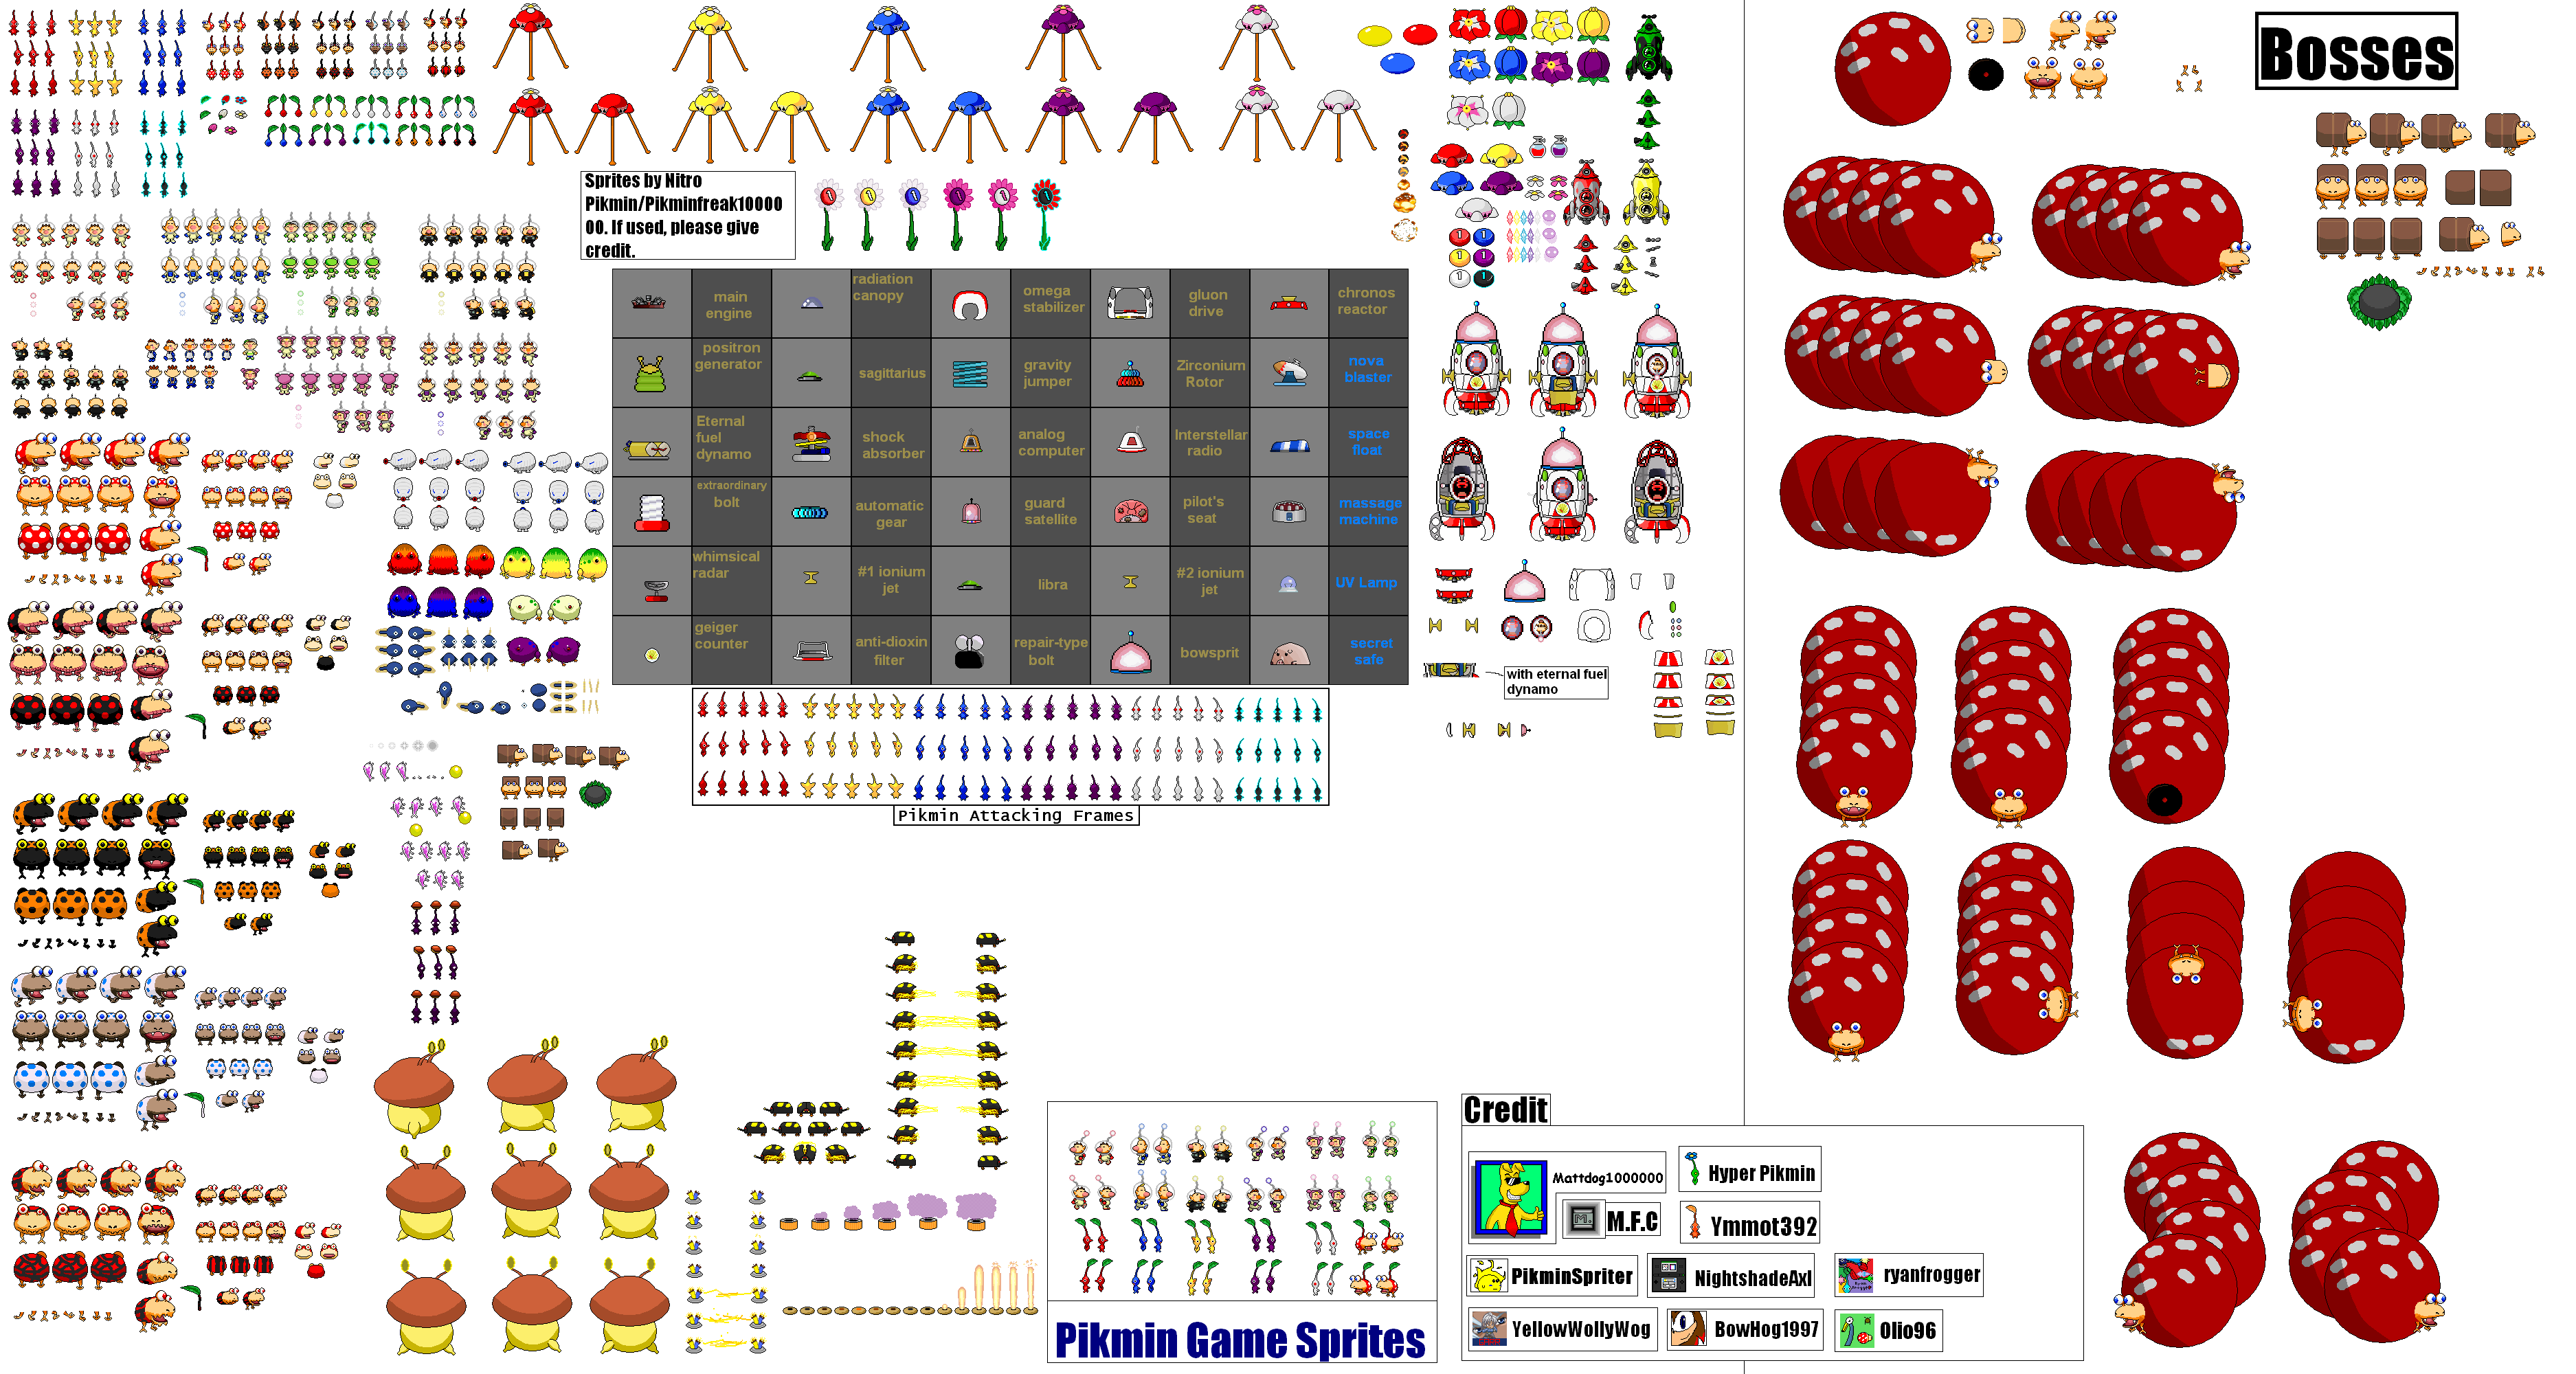 Bosses
Sprites by Nitro
Pikmin/Pikminfreak10000
00. If used, please give
credit.
main
engine
radiation
canopy
omega
stabilizer
gluon
drive
chronos
reactor
positron
generator
sagittarius
gravity
jumper
Zirconium
Rotor
nova
blaster
Eternal
fuel
dynamo
shock
absorber
analog
computer
Interstellar
radio
space
float
extraordinary
bolt
automatic
gear
guard
satellite
pilot's
seat
massage
machine
whimsical
radar
#1 ionium
jet
libra
#2 ionium
jet
UV Lamp
geiger
counter
anti-dioxin
filter
repair-type
bolt
bowsprit
secret
safe
with eternal fuel
dynamo
Pikmin Attacking Frames
Pikmin Game Sprites
Credit
Mattdog1000000
Hyper Pikmin
M.
M.F.C
Ymmot392
PikminSpriter
NightshadeAxl
ryanfrogger
YellowWollyWog
BowHog1997
Olio96